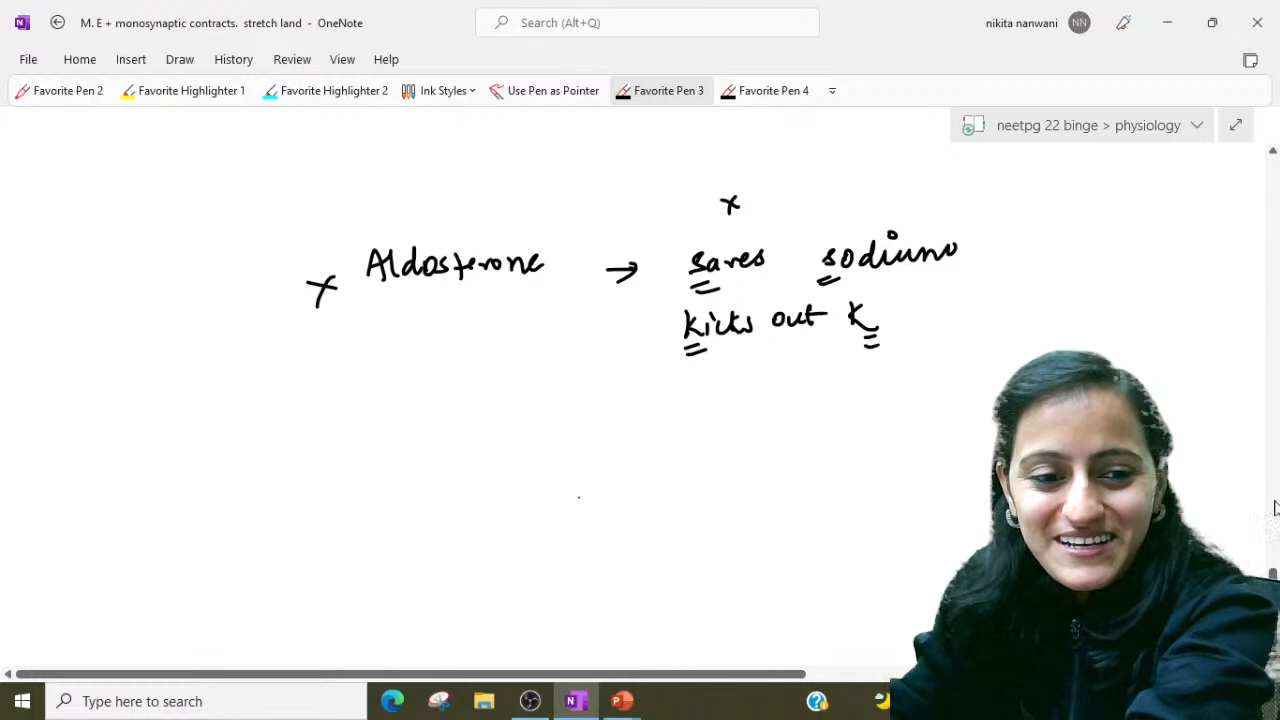 M. E + monosynaptic contracts. stretch land - OneNote
Search (Alt+Q)
nikita nanwani NN
File Home Insert Draw History Review View Help
Favorite Pen 2 Favorite Highlighter 1 Favorite Highlighter 2 Ink Styles Use Pen as Pointer Favorite Pen 3 Favorite Pen 4
neetpg 22 binge > physiology
x
x Aldosterone → saves sodium
kicks out K
Type here to search